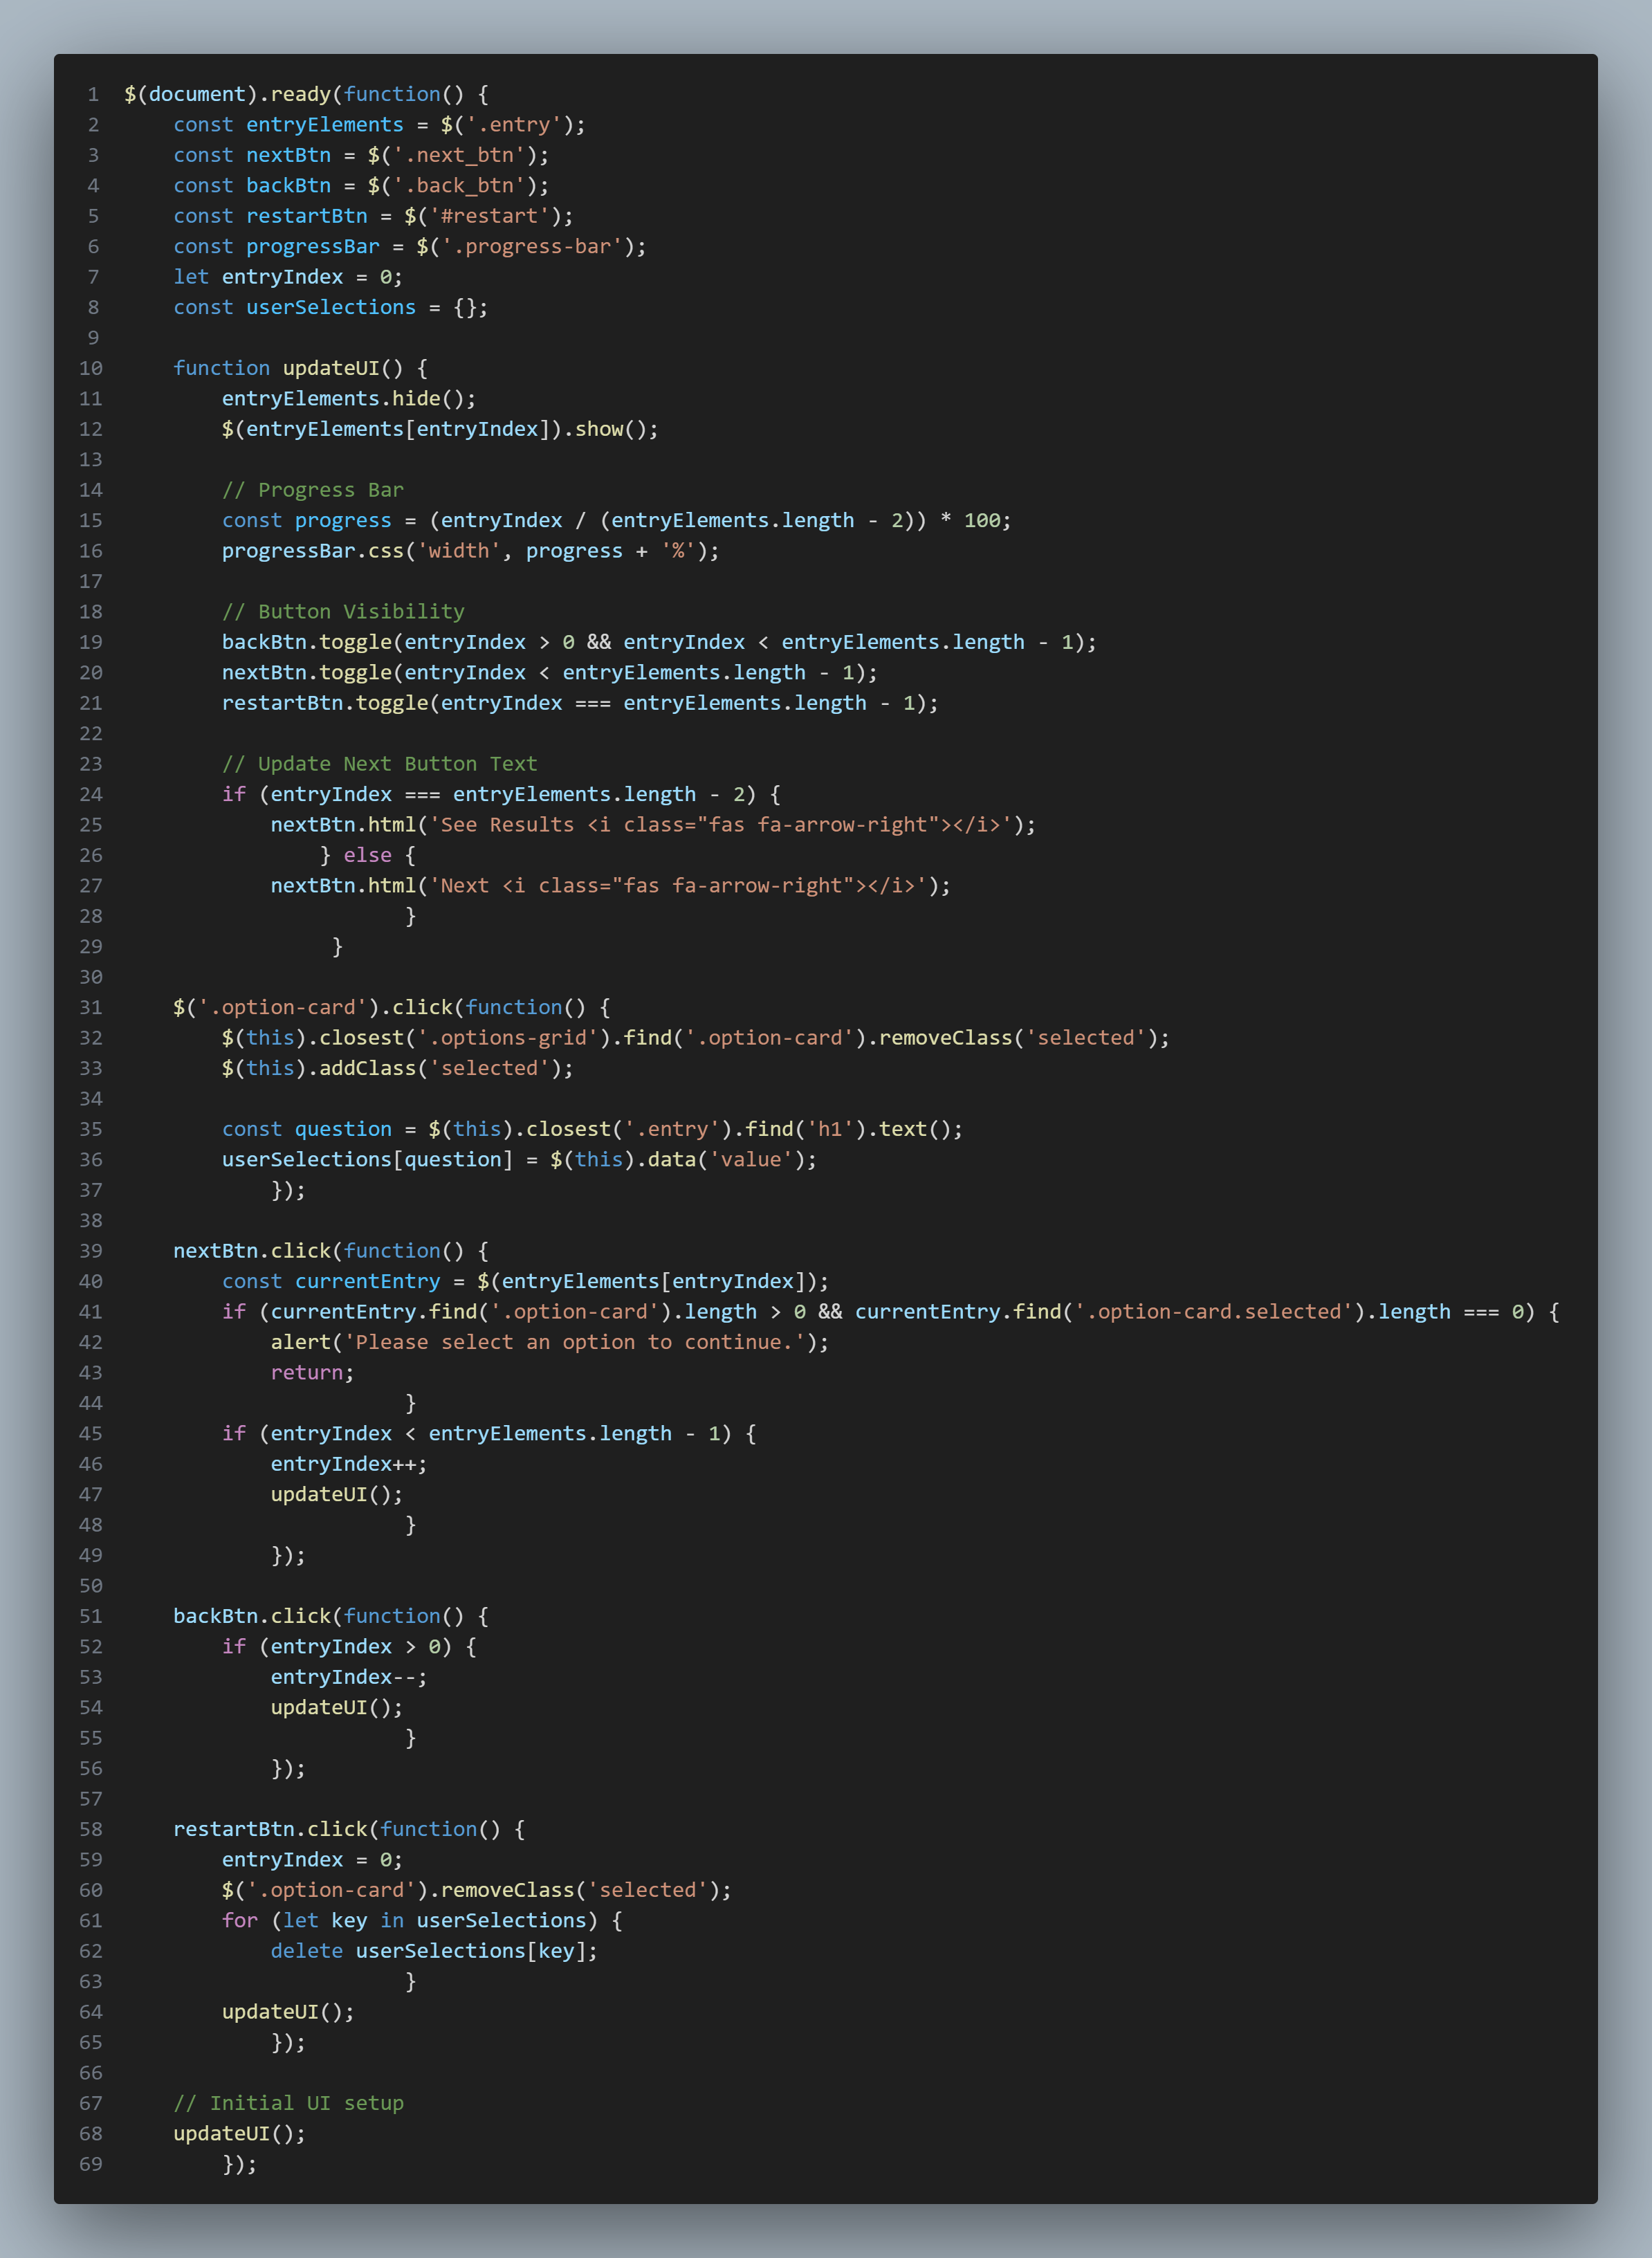 1 $(document).ready(function() {
2     const entryElements = $('.entry');
3     const nextBtn = $('.next_btn');
4     const backBtn = $('.back_btn');
5     const restartBtn = $('#restart');
6     const progressBar = $('.progress-bar');
7     let entryIndex = 0;
8     const userSelections = {};
9
10     function updateUI() {
11         entryElements.hide();
12         $(entryElements[entryIndex]).show();
13
14         // Progress Bar
15         const progress = (entryIndex / (entryElements.length - 2)) * 100;
16         progressBar.css('width', progress + '%');
17
18         // Button Visibility
19         backBtn.toggle(entryIndex > 0 && entryIndex < entryElements.length - 1);
20         nextBtn.toggle(entryIndex < entryElements.length - 1);
21         restartBtn.toggle(entryIndex === entryElements.length - 1);
22
23         // Update Next Button Text
24         if (entryIndex === entryElements.length - 2) {
25             nextBtn.html('See Results <i class="fas fa-arrow-right"></i>');
26                 } else {
27             nextBtn.html('Next <i class="fas fa-arrow-right"></i>');
28                        }
29                  }
30
31     $('.option-card').click(function() {
32         $(this).closest('.options-grid').find('.option-card').removeClass('selected');
33         $(this).addClass('selected');
34
35         const question = $(this).closest('.entry').find('h1').text();
36         userSelections[question] = $(this).data('value');
37             });
38
39     nextBtn.click(function() {
40         const currentEntry = $(entryElements[entryIndex]);
41         if (currentEntry.find('.option-card').length > 0 && currentEntry.find('.option-card.selected').length === 0) {
42             alert('Please select an option to continue.');
43             return;
44                        }
45         if (entryIndex < entryElements.length - 1) {
46             entryIndex++;
47             updateUI();
48                        }
49             });
50
51     backBtn.click(function() {
52         if (entryIndex > 0) {
53             entryIndex--;
54             updateUI();
55                        }
56             });
57
58     restartBtn.click(function() {
59         entryIndex = 0;
60         $('.option-card').removeClass('selected');
61         for (let key in userSelections) {
62             delete userSelections[key];
63                        }
64         updateUI();
65             });
66
67     // Initial UI setup
68     updateUI();
69         });